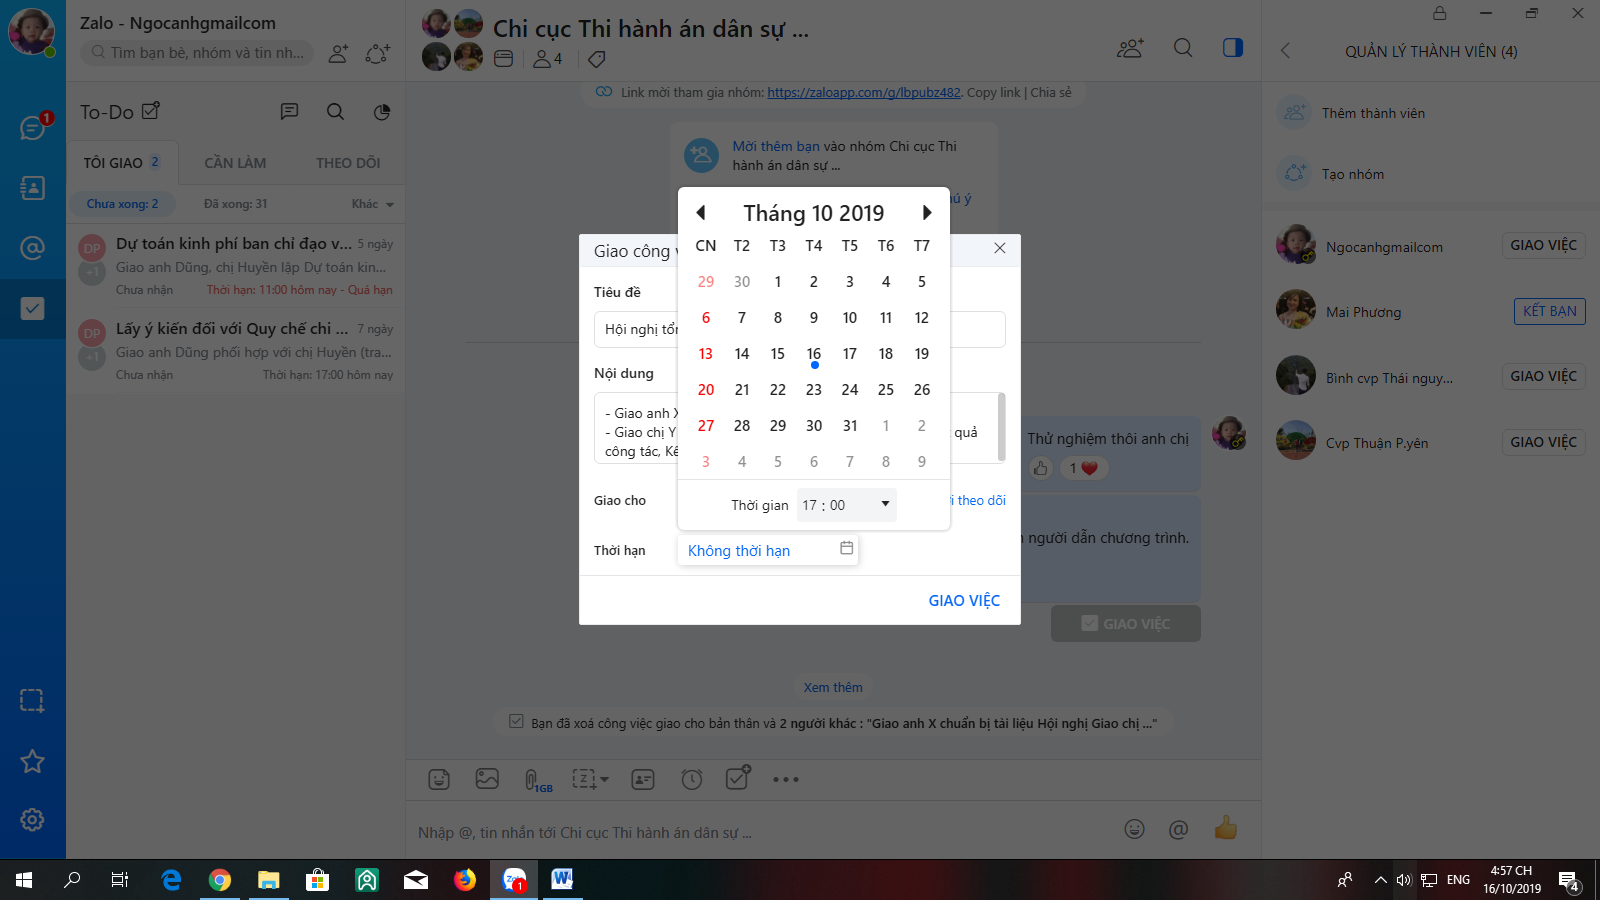 Zalo - Ngocanhgmailcom
Tìm bạn bè, nhóm và tin nh...
To-Do
TÔI GIAO 2
CẦN LÀM
THEO DÕI
Chưa xong: 2
Đã xong: 31
Khác
DP
+1
Dự toán kinh phí ban chỉ đạo v...
5 ngày
Giao anh Dũng, chị Huyền lập Dự toán kin...
Chưa nhận
Thời hạn: 11:00 hôm nay - Quá hạn
DP
+1
Lấy ý kiến đối với Quy chế chi ...
7 ngày
Giao anh Dũng phối hợp với chị Huyền (tra...
Chưa nhận
Thời hạn: 17:00 hôm nay
1
Chi cục Thi hành án dân sự ...
4
Link mời tham gia nhóm: https://zaloapp.com/g/lbpubz482. Copy link | Chia sẻ
Mời thêm bạn vào nhóm Chi cục Thi
hành án dân sự ...
ú ý
Tháng 10 2019
CN T2 T3 T4 T5 T6 T7
29 30 1 2 3 4 5
6 7 8 9 10 11 12
13 14 15 16 17 18 19
20 21 22 23 24 25 26
27 28 29 30 31 1 2
3 4 5 6 7 8 9
Thời gian 17 : 00
Giao công v
Tiêu đề
Hội nghị tổn
Nội dung
- Giao anh X
- Giao chị Y quả
công tác, Kế
Giao cho
i theo dõi
Thời hạn
Không thời hạn
GIAO VIỆC
Thử nghiệm thôi anh chị
1
người dẫn chương trình.
GIAO VIỆC
Xem thêm
Bạn đã xoá công việc giao cho bản thân và 2 người khác : "Giao anh X chuẩn bị tài liệu Hội nghị Giao chị ..."
1GB
Z
Nhập @, tin nhắn tới Chi cục Thi hành án dân sự ...
QUẢN LÝ THÀNH VIÊN (4)
Thêm thành viên
Tạo nhóm
Ngocanhgmailcom
GIAO VIỆC
Mai Phương
KẾT BẠN
Bình cvp Thái nguy...
GIAO VIỆC
Cvp Thuận P.yên
GIAO VIỆC
1
ENG
4:57 CH
16/10/2019
4